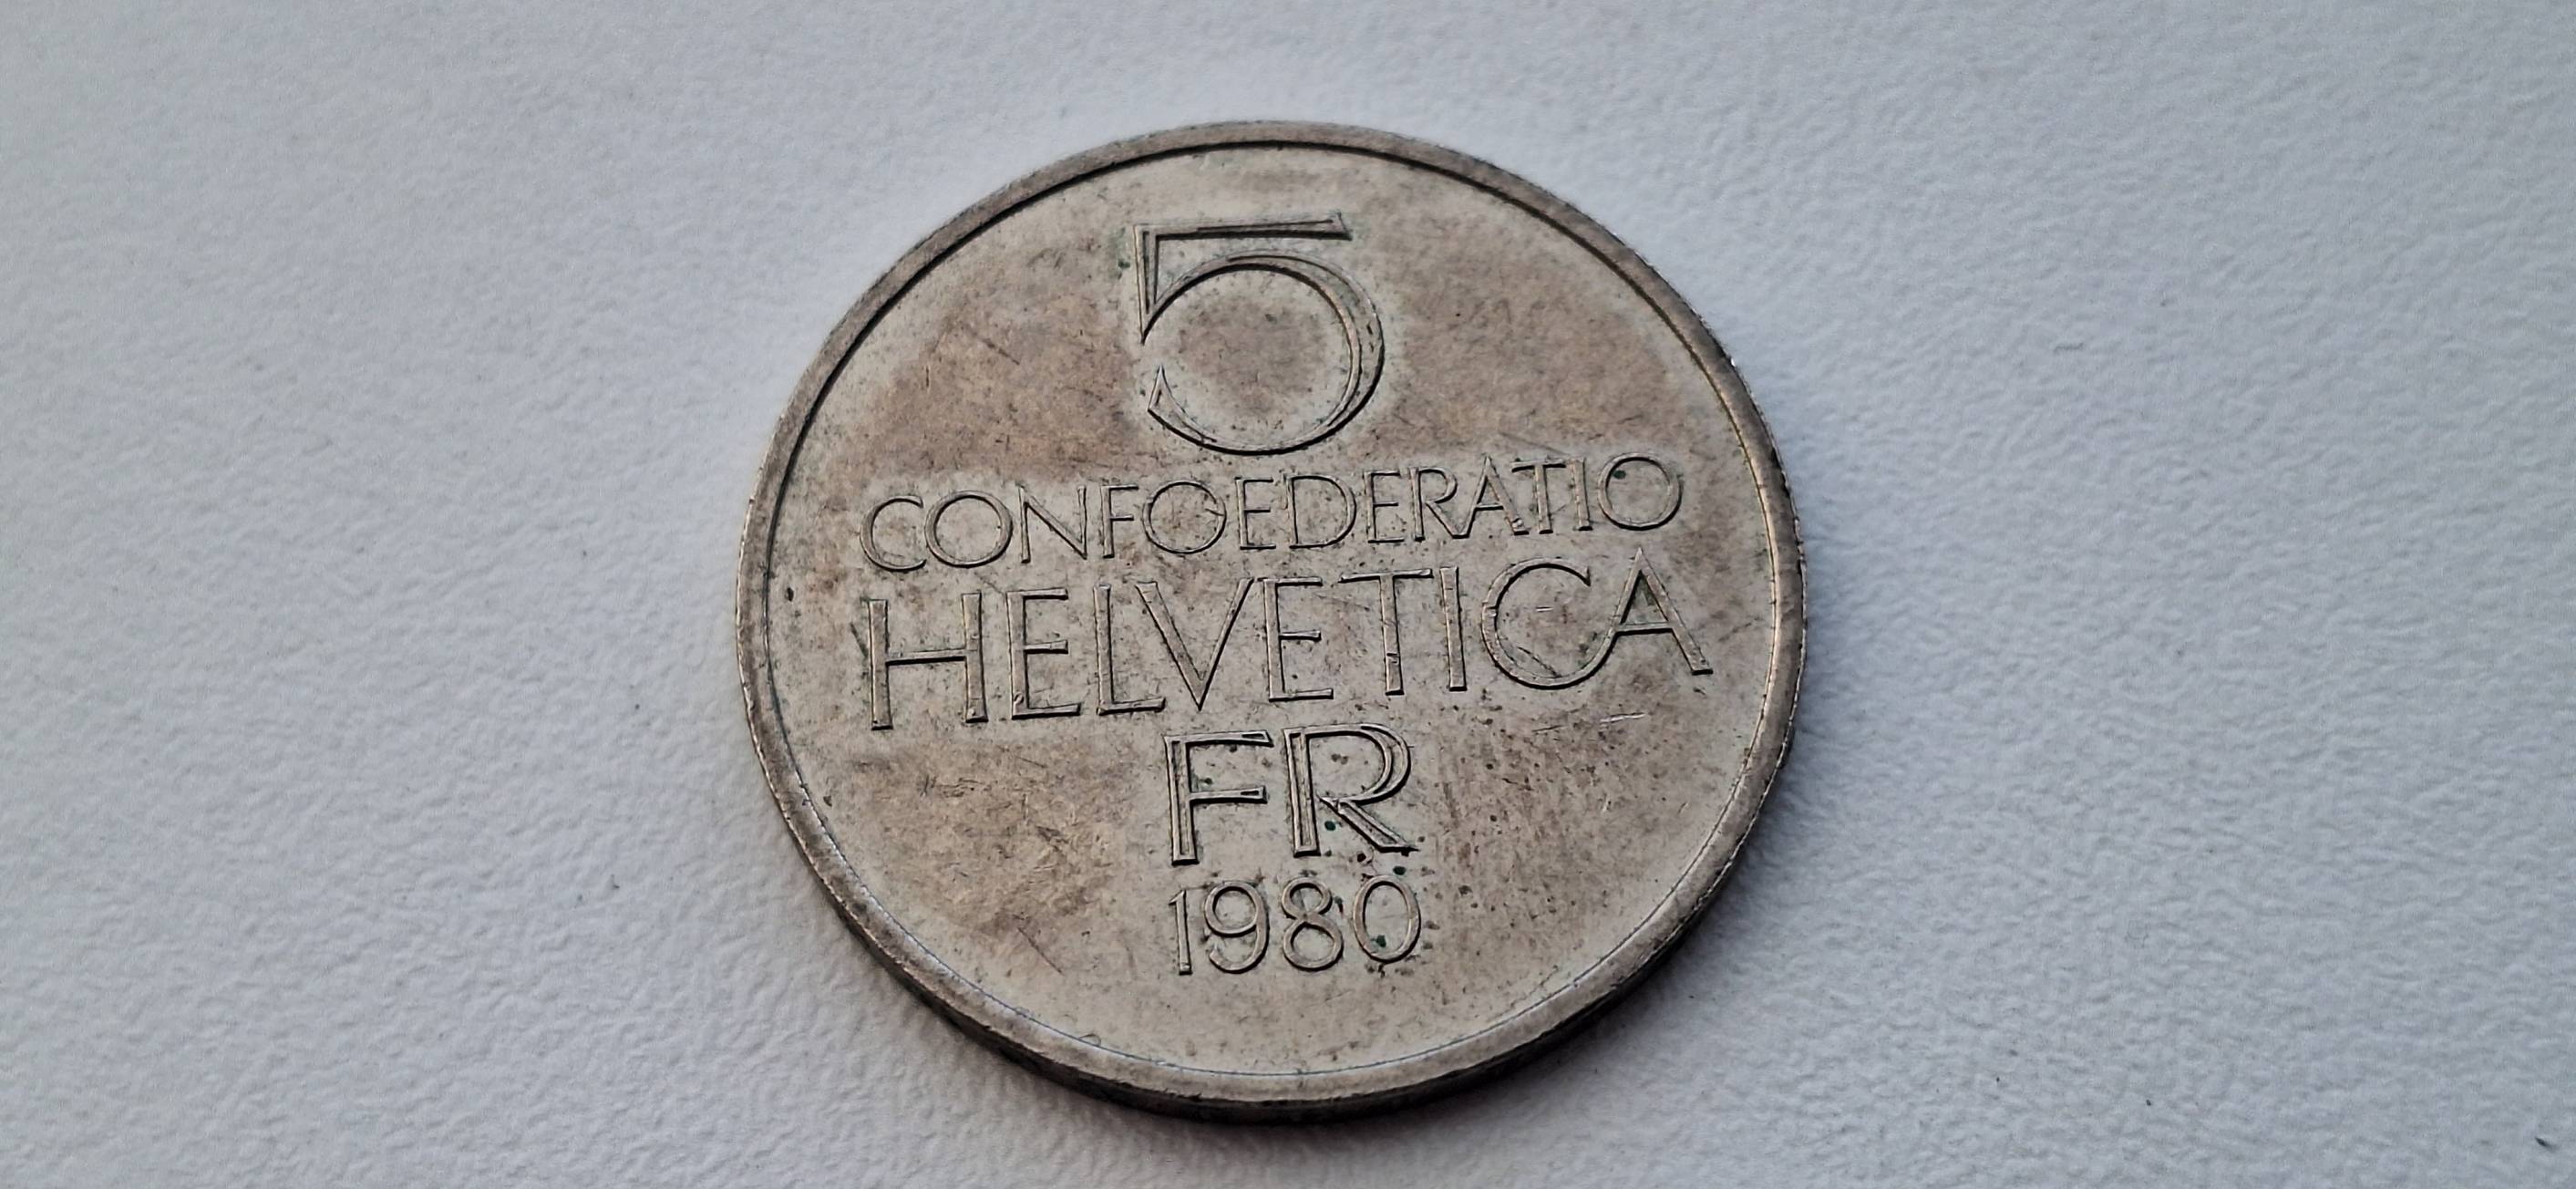 5
CONFOEDERATIO
HELVETICA
FR
1980